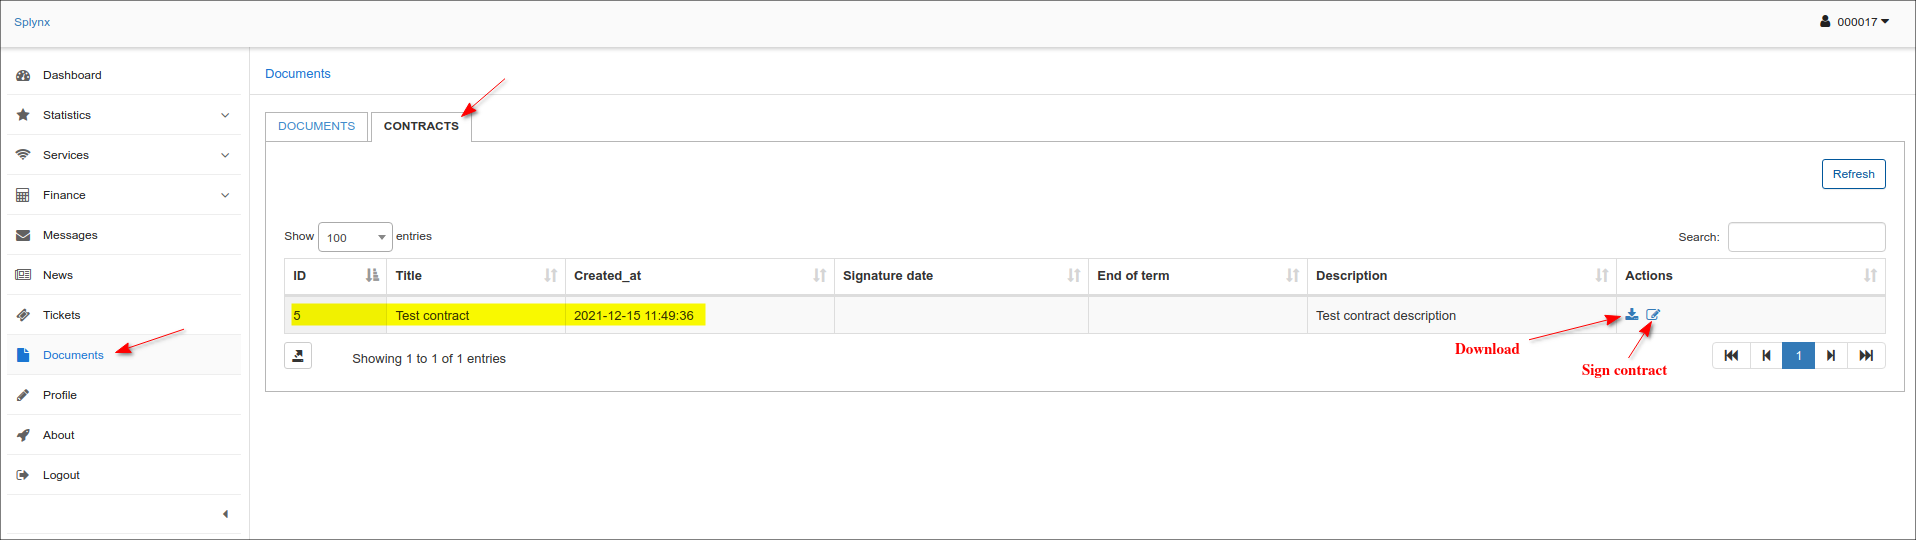 Splynx
000017
Dashboard
Statistics
Services
Finance
Messages
News
Tickets
Documents
Profile
About
Logout
Documents
DOCUMENTS CONTRACTS
Refresh
Show 100 entries Search:
ID Title Created_at Signature date End of term Description Actions
5 Test contract 2021-12-15 11:49:36 Test contract description
Showing 1 to 1 of 1 entries
Download
Sign contract
1